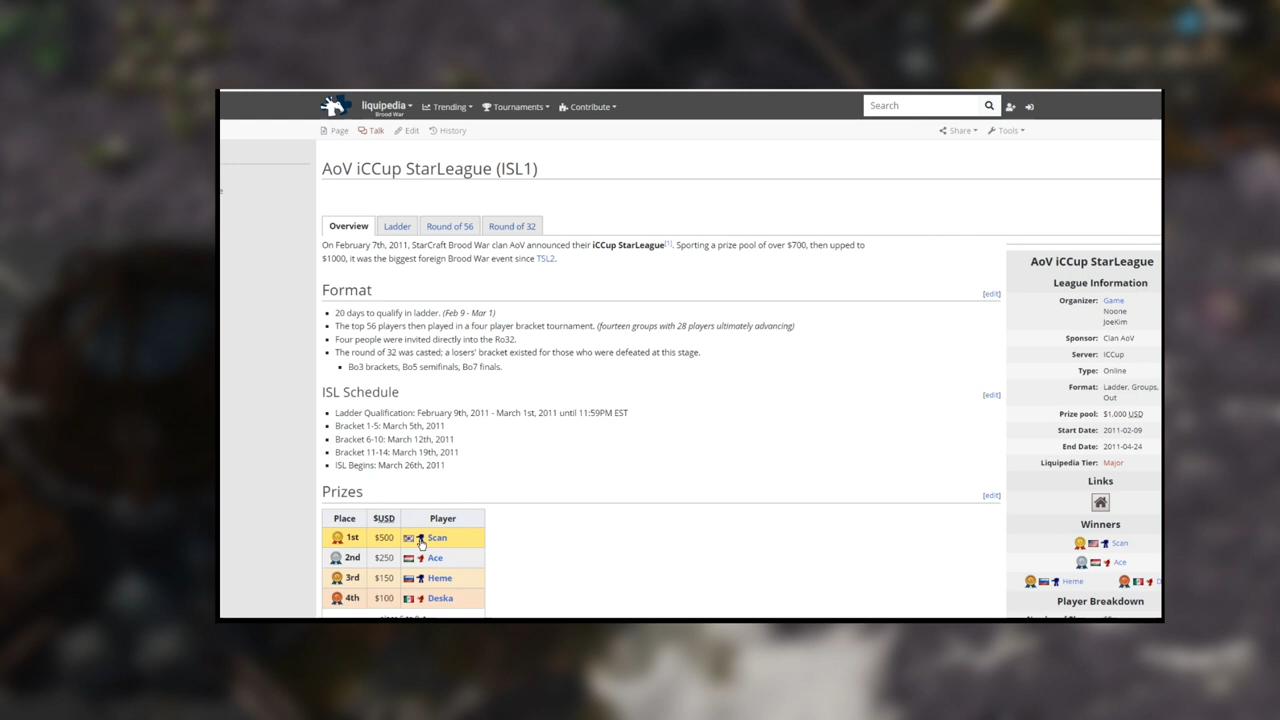 liquipedia
Brood War
Trending
Tournaments
Contribute
Search
Page
Talk
Edit
History
Share
Tools
AoV iCCup StarLeague (ISL1)
Overview
Ladder
Round of 56
Round of 32
On February 7th, 2011, StarCraft Brood War clan AoV announced their iCCup StarLeague[1]. Sporting a prize pool of over $700, then upped to
$1000, it was the biggest foreign Brood War event since TSL2.
Format
[edit]
20 days to qualify in ladder. (Feb 9 - Mar 1)
The top 56 players then played in a four player bracket tournament. (fourteen groups with 28 players ultimately advancing)
Four people were invited directly into the Ro32.
The round of 32 was casted; a losers' bracket existed for those who were defeated at this stage.
Bo3 brackets, Bo5 semifinals, Bo7 finals.
ISL Schedule
[edit]
Ladder Qualification: February 9th, 2011 - March 1st, 2011 until 11:59PM EST
Bracket 1-5: March 5th, 2011
Bracket 6-10: March 12th, 2011
Bracket 11-14: March 19th, 2011
ISL Begins: March 26th, 2011
Prizes
[edit]
Place $USD Player
1st $500 Scan
2nd $250 Ace
3rd $150 Heme
4th $100 Deska
AoV iCCup StarLeague
League Information
Organizer: Game
Noone
JoeKim
Sponsor: Clan AoV
Server: ICCup
Type: Online
Format: Ladder, Groups,
Out
Prize pool: $1,000 USD
Start Date: 2011-02-09
End Date: 2011-04-24
Liquipedia Tier: Major
Links
Winners
Scan
Ace
Heme D
Player Breakdown